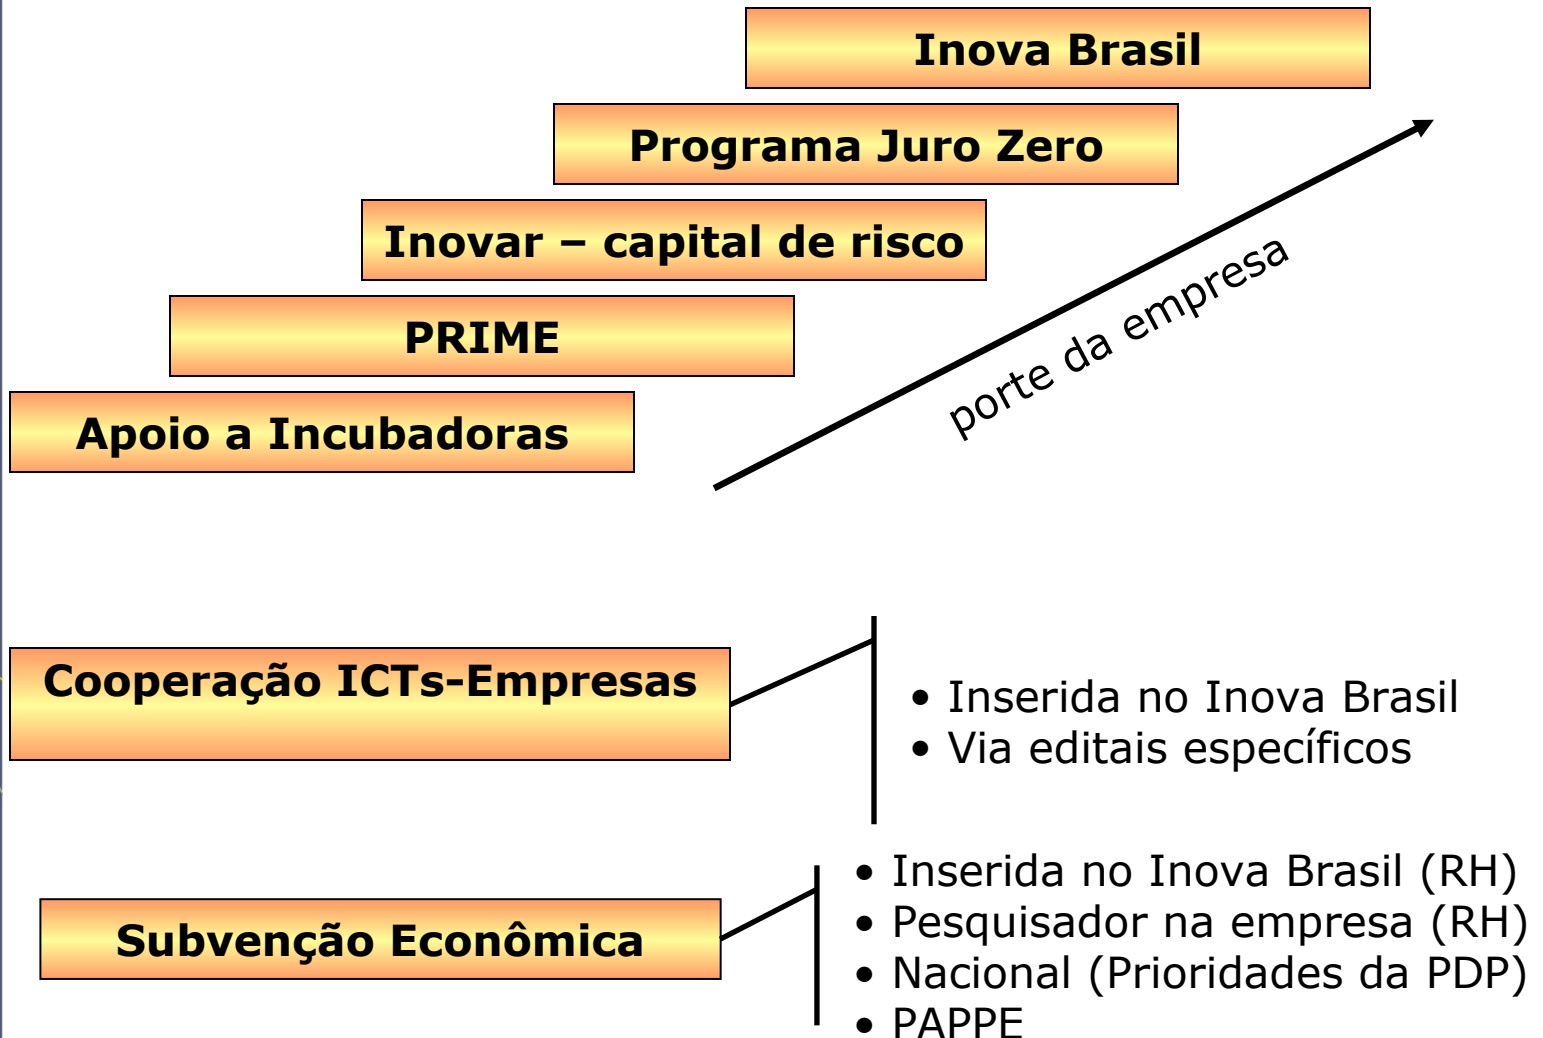 Inova Brasil
Programa Juro Zero
Inovar – capital de risco
PRIME
Apoio a Incubadoras
porte da empresa
Cooperação ICTs-Empresas
• Inserida no Inova Brasil
• Via editais específicos
Subvenção Econômica
• Inserida no Inova Brasil (RH)
• Pesquisador na empresa (RH)
• Nacional (Prioridades da PDP)
• PAPPE